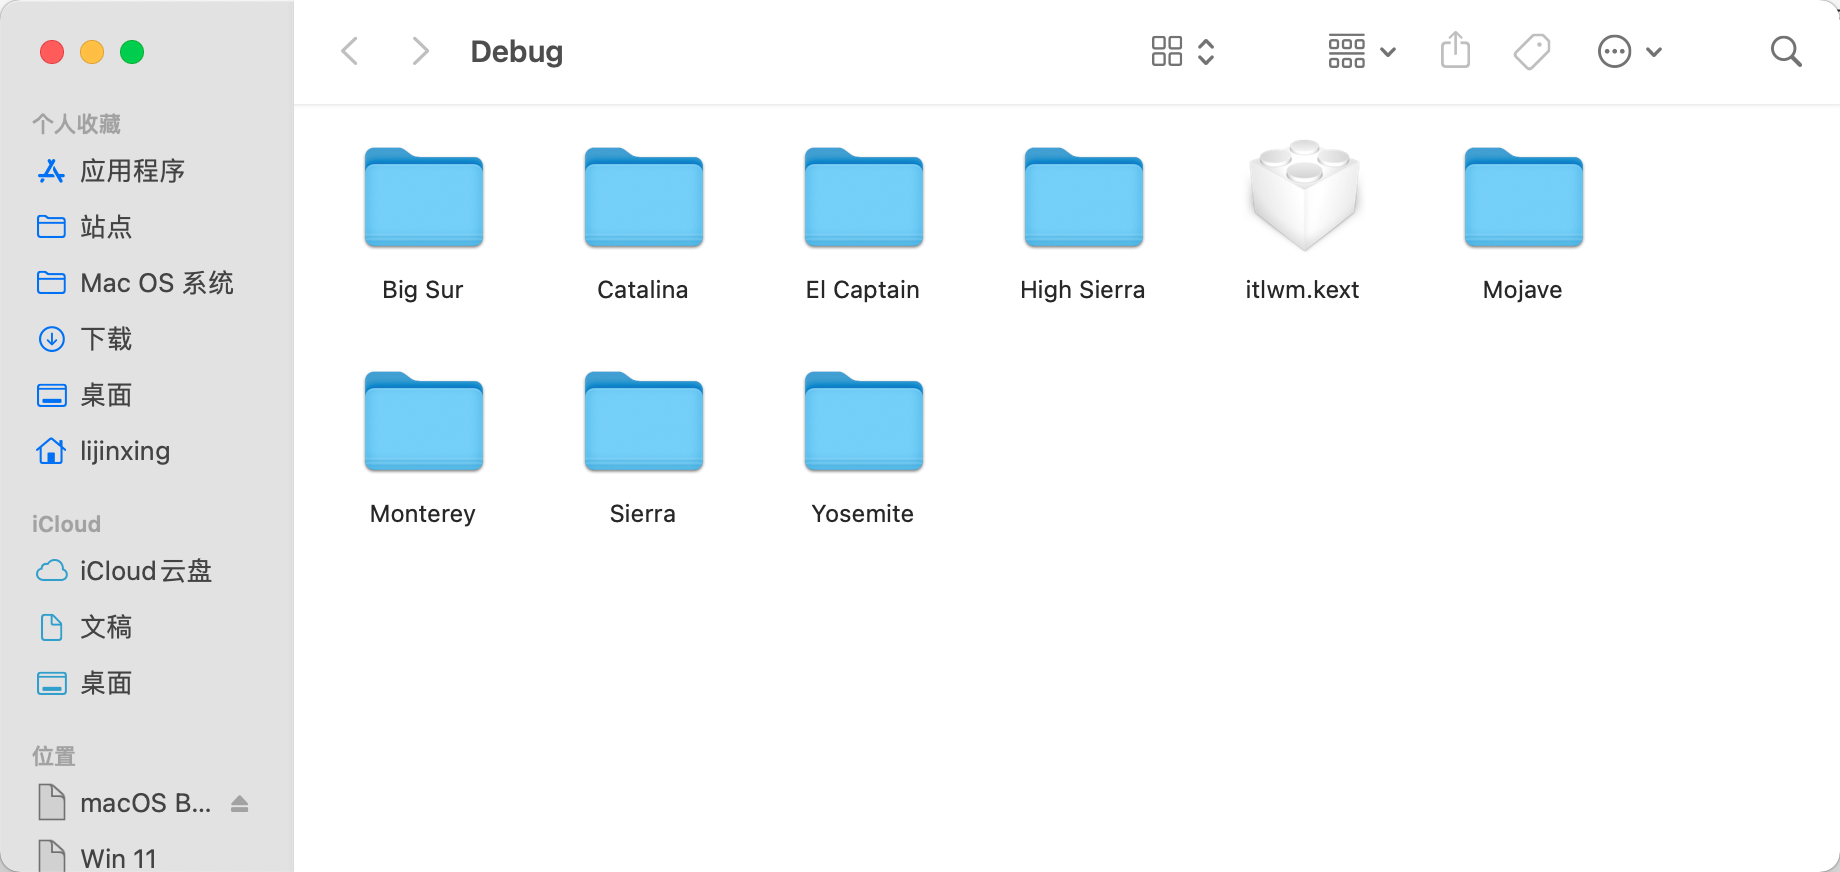 Debug
个人收藏
应用程序
站点
Mac OS 系统
下载
桌面
lijinxing
iCloud
iCloud云盘
文稿
桌面
位置
macOS B...
Win 11
Big Sur
Catalina
El Captain
High Sierra
itlwm.kext
Mojave
Monterey
Sierra
Yosemite